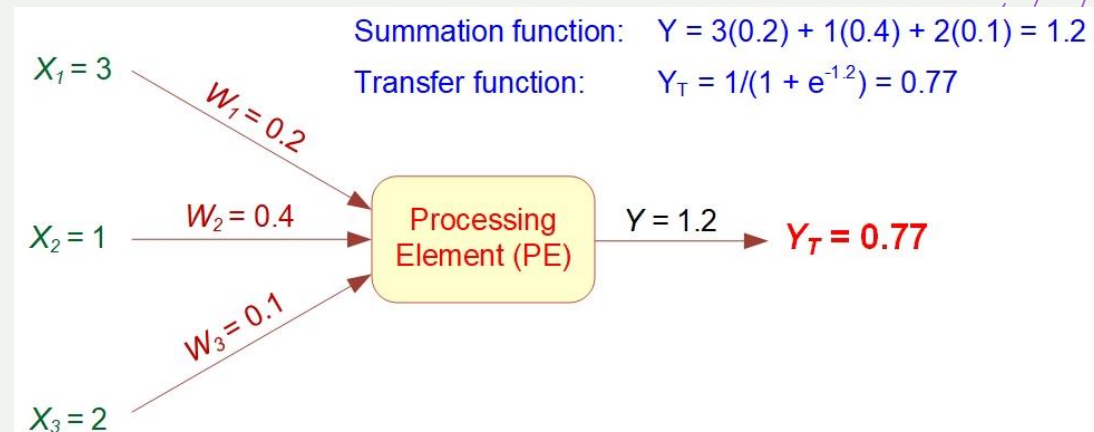 Summation function: Y = 3(0.2) + 1(0.4) + 2(0.1) = 1.2
Transfer function: Y_T = 1/(1 + e^-1.2) = 0.77
X₁ = 3
W₁ = 0.2
X₂ = 1
W₂ = 0.4
Processing
Element (PE)
Y = 1.2
Y_T = 0.77
W₃ = 0.1
X₃ = 2